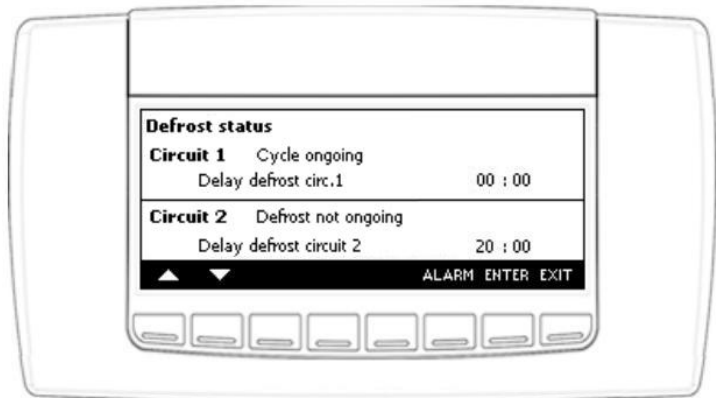 Defrost status
Circuit 1 Cycle ongoing
Delay defrost circ.1 00 : 00
Circuit 2 Defrost not ongoing
Delay defrost circuit 2 20 : 00
ALARM ENTER EXIT